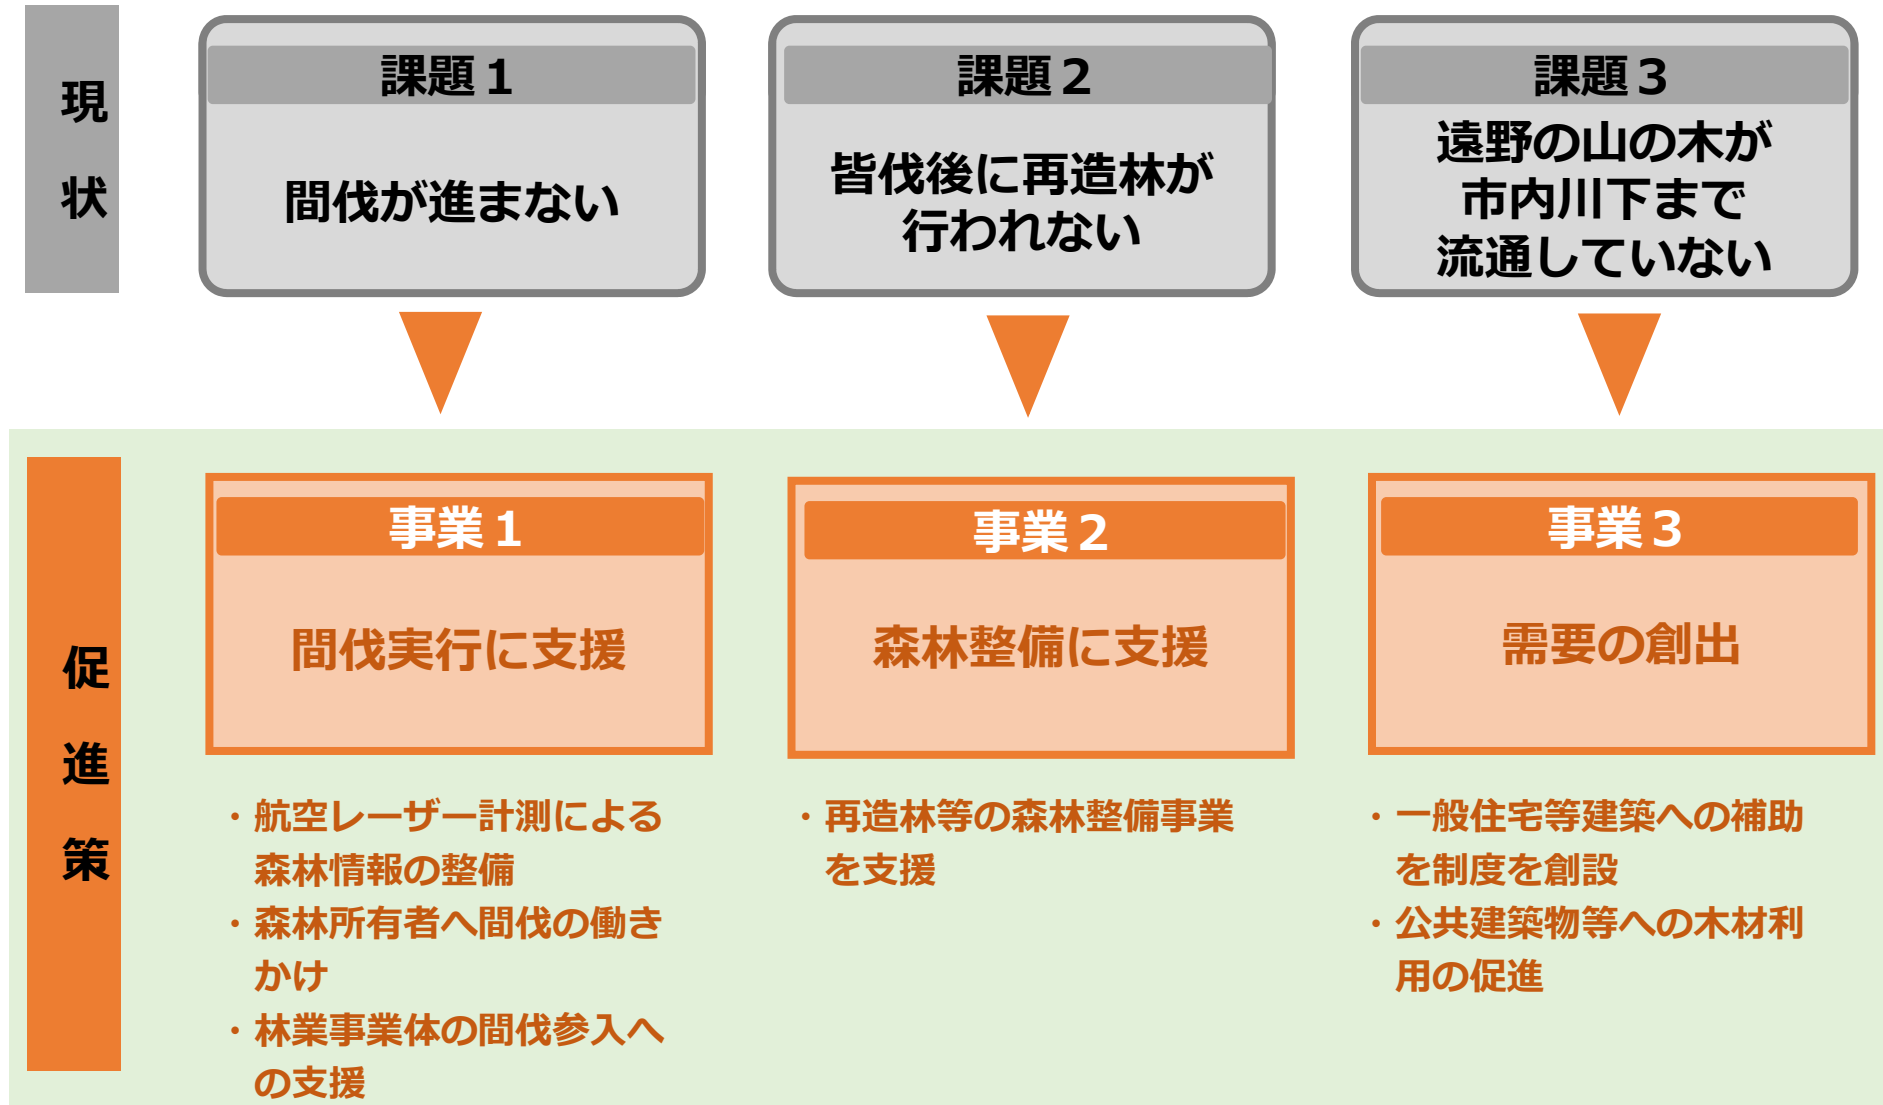 現状
課題１
間伐が進まない
課題２
皆伐後に再造林が
行われない
課題３
遠野の山の木が
市内川下まで
流通していない
促進策
事業１
間伐実行に支援
・航空レーザー計測による
森林情報の整備
・森林所有者へ間伐の働き
かけ
・林業事業体の間伐参入へ
の支援
事業２
森林整備に支援
・再造林等の森林整備事業
を支援
事業３
需要の創出
・一般住宅等建築への補助
を制度を創設
・公共建築物等への木材利
用の促進